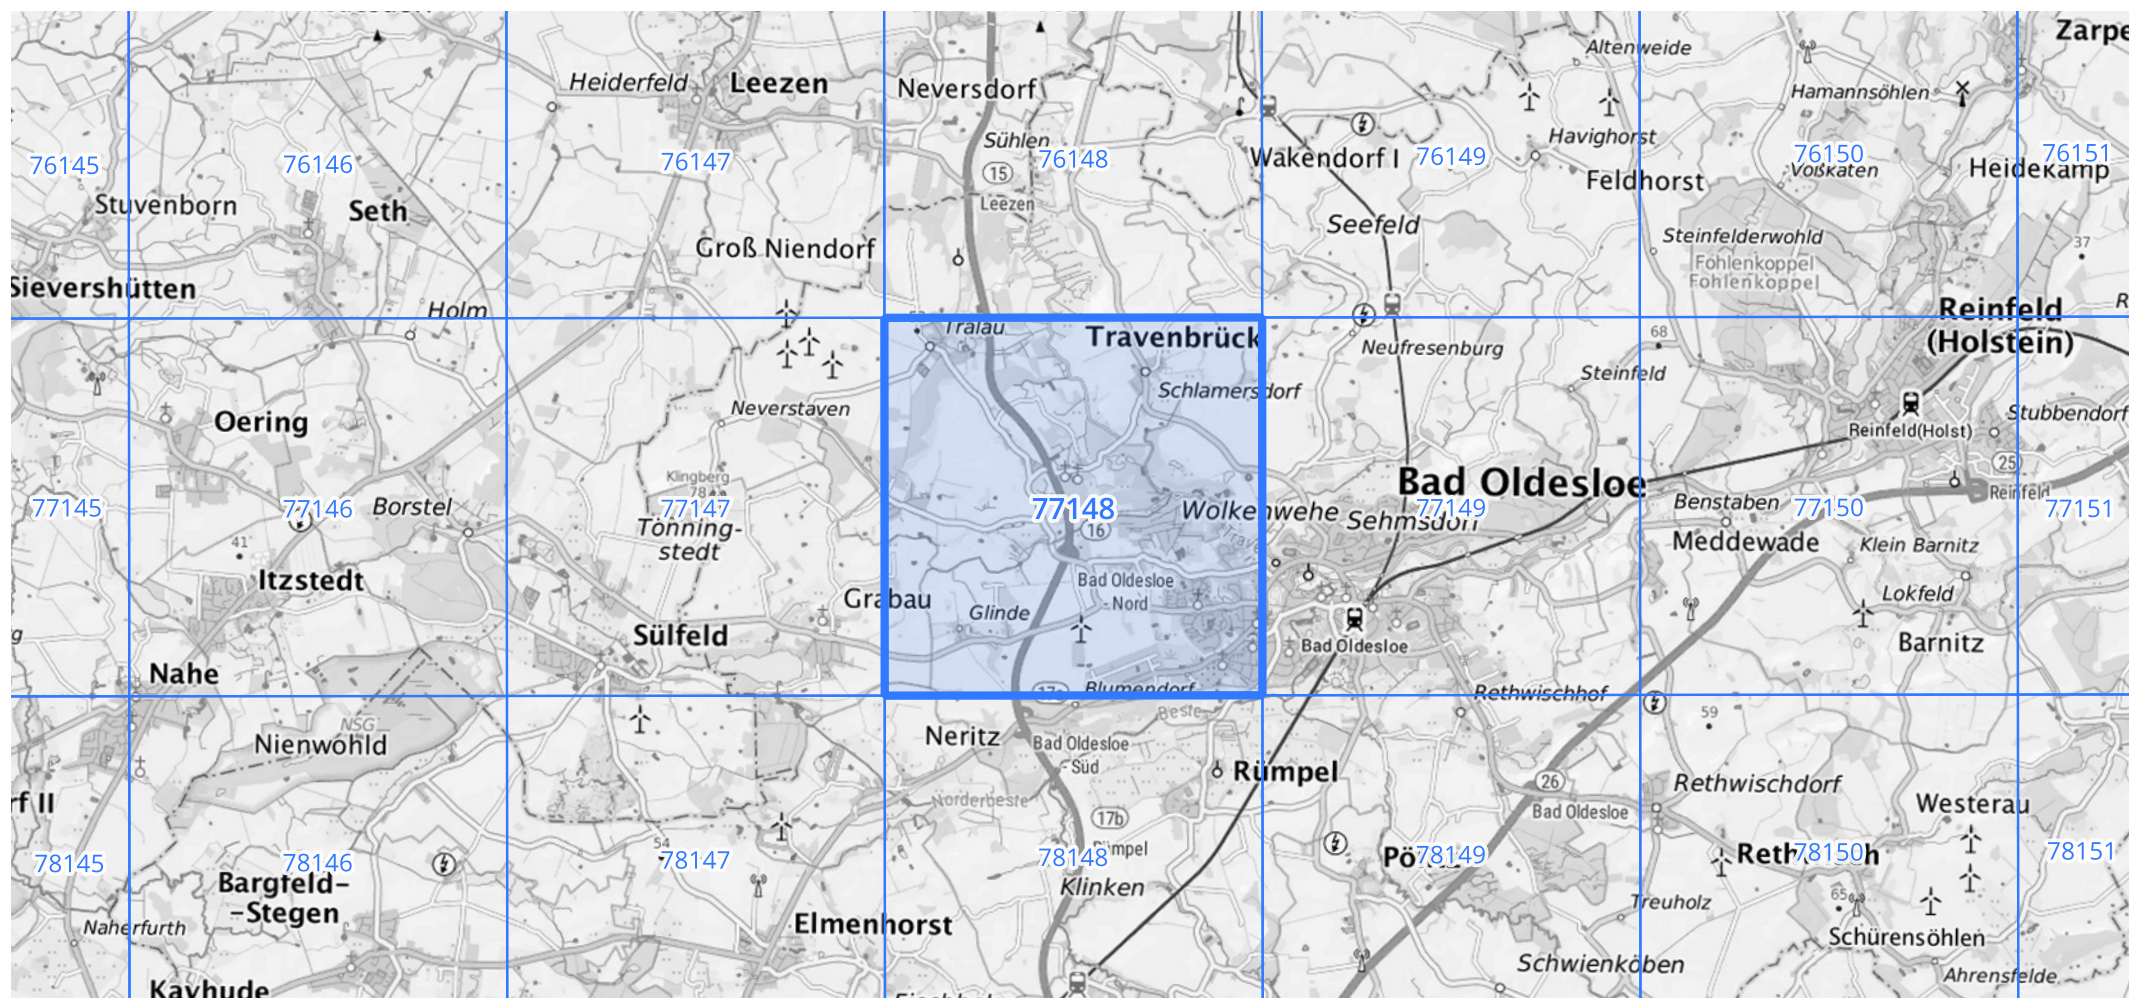 Zarpe
Altenweide
Heiderfeld
Leezen
Neversdorf
Hamannsöhlen
Sühlen
Havighorst
76145
76146
76147
76148
Wakendorf I
76149
76150
76151
Voßkaten
Heidekamp
15
Leezen
Feldhorst
Stuvenborn
Seth
Seefeld
Steinfelderwohld
Groß Niendorf
37
Fohlenkoppel
Fohlenkoppel
Sievershütten
Holm
Reinfeld
(Holstein)
Tralau
Travenbrück
68
Neufresenburg
Steinfeld
Schlamersdorf
Neverstaven
Oering
Stubbendorf
Reinfeld(Holst)
Klingberg
78
Bad Oldesloe
25
Reinfeld
77145
77146
Borstel
77147
77148
Wolkenwehe
Sehmsdorf
77149
Benstaben
77150
77151
Tönning-
stedt
16
Trave
Meddewade
Klein Barnitz
41
Itzstedt
Bad Oldesloe
- Nord
Grabau
Glinde
Lokfeld
Sülfeld
Bad Oldesloe
Barnitz
Nahe
Blumendorf
Rethwischhof
NSG
Nienwohld
Beste
59
Neritz
Bad Oldesloe
- Süd
Rümpel
26
Bad Oldesloe
Rethwischdorf
rf II
Norderbeste
17b
Westerau
54
78145
78146
78147
78148
78149
78150
78151
Bargfeld-
-Stegen
Klinken
65
Treuholz
Naherfurth
Elmenhorst
Schürensöhlen
Schwienköben
Ahrensfelde
Kayhude